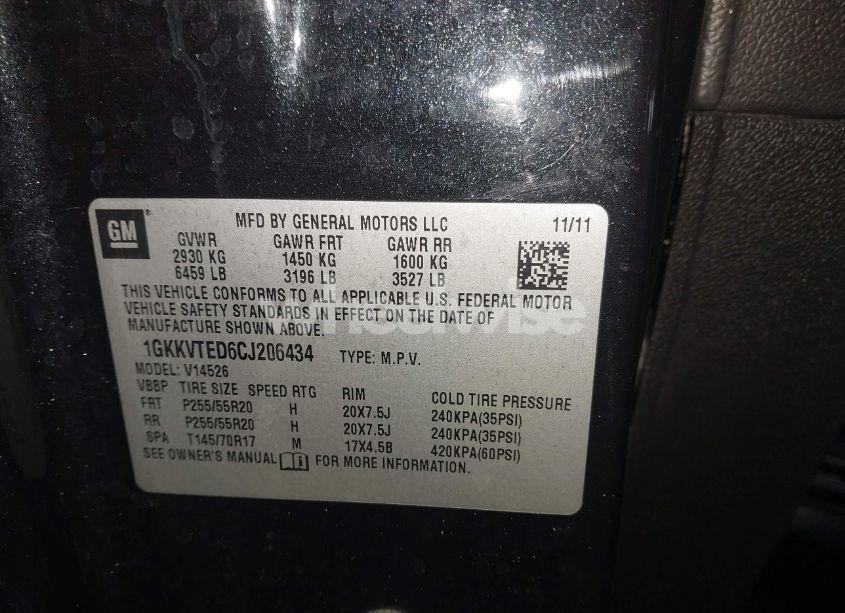 GM
MFD BY GENERAL MOTORS LLC 11/11
GVWR GAWR FRT GAWR RR
2930 KG 1450 KG 1600 KG
6459 LB 3196 LB 3527 LB
THIS VEHICLE CONFORMS TO ALL APPLICABLE U.S. FEDERAL MOTOR
VEHICLE SAFETY STANDARDS IN EFFECT ON THE DATE OF
MANUFACTURE SHOWN ABOVE.
1GKKVTED6CJ206434 TYPE: M.P.V.
MODEL: V14526
VBBP TIRE SIZE SPEED RTG RIM COLD TIRE PRESSURE
FRT P255/55R20 H 20X7.5J 240KPA(35PSI)
RR P255/55R20 H 20X7.5J 240KPA(35PSI)
SPA T145/70R17 M 17X4.5B 420KPA(60PSI)
SEE OWNER'S MANUAL FOR MORE INFORMATION.